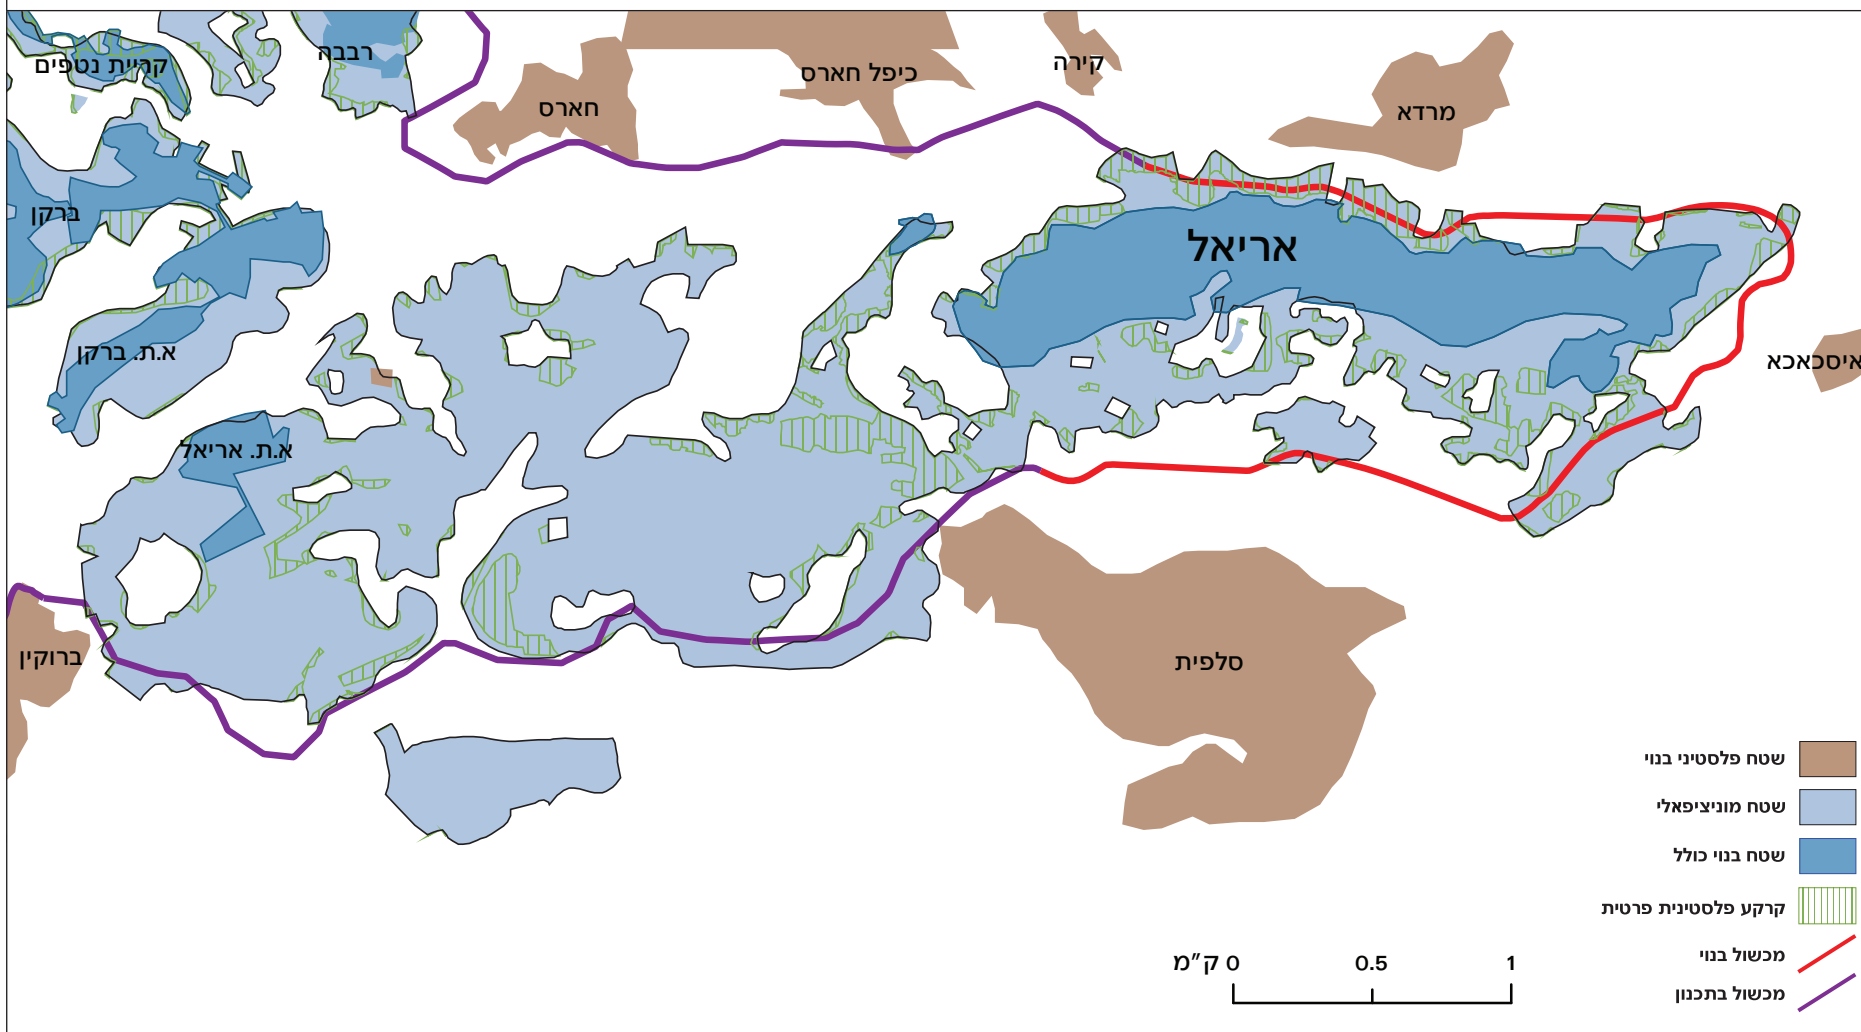 קריית נטפים
רבבה
חארס
כיפל חארס
קירה
מרדא
ברקן
אריאל
א.ת. ברקן
איסכאכא
א.ת. אריאל
ברוקין
סלפית
שטח פלסטיני בנוי
שטח מוניציפאלי
שטח בנוי כולל
קרקע פלסטינית פרטית
מכשול בנוי
מכשול בתכנון
ק"מ 0 0.5 1